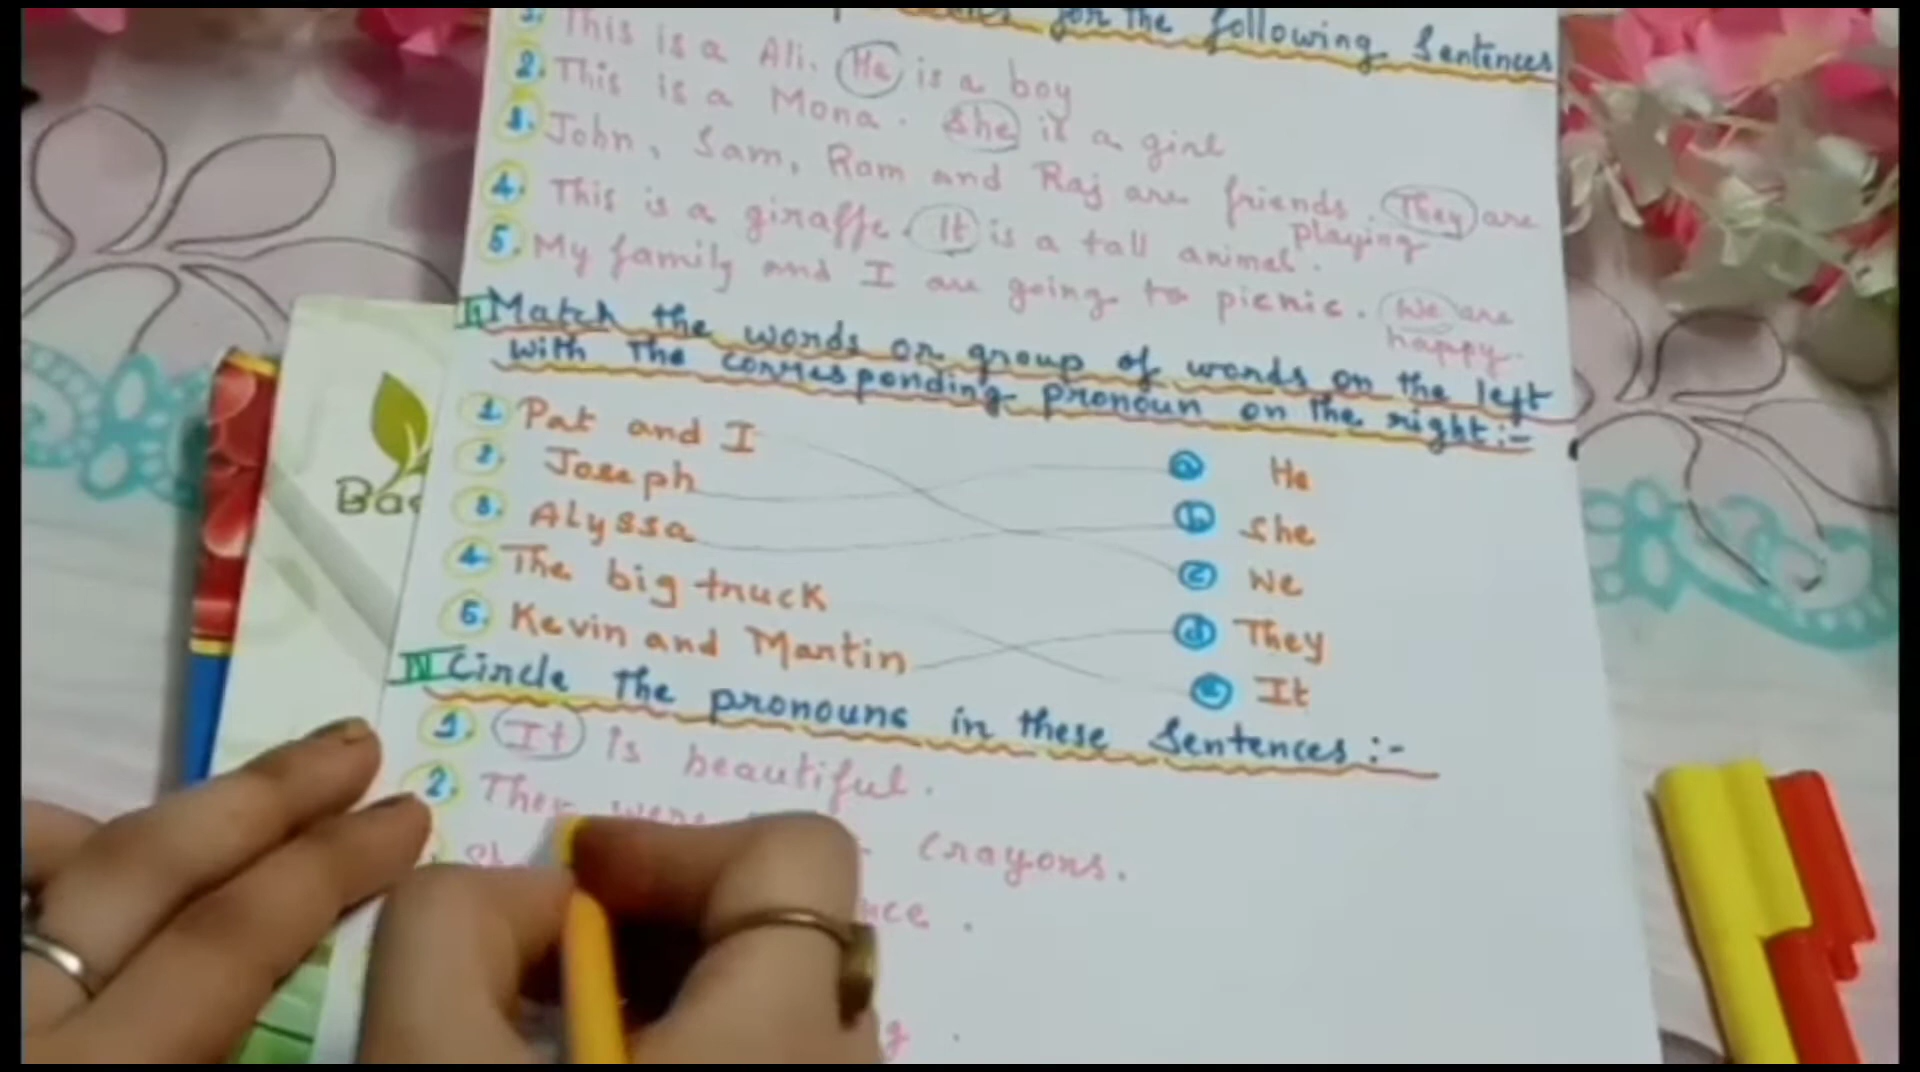 for the following Sentences
1. This is a Ali. He is a boy
2. This is a Mona. She is a girl
3. John, Sam, Ram and Raj are friends. They are
playing
4. This is a giraffe. It is a tall animal.
5. My family and I are going to picnic. We are
happy.
Match the words or group of words on the left
with the corresponding pronoun on the right:-
1. Pat and I
a He
2. Joseph
b She
3. Alyssa
c We
4. The big truck
d They
5. Kevin and Martin
e It
IV Circle the pronouns in these Sentences:-
1. It is beautiful.
2. They were crayons.